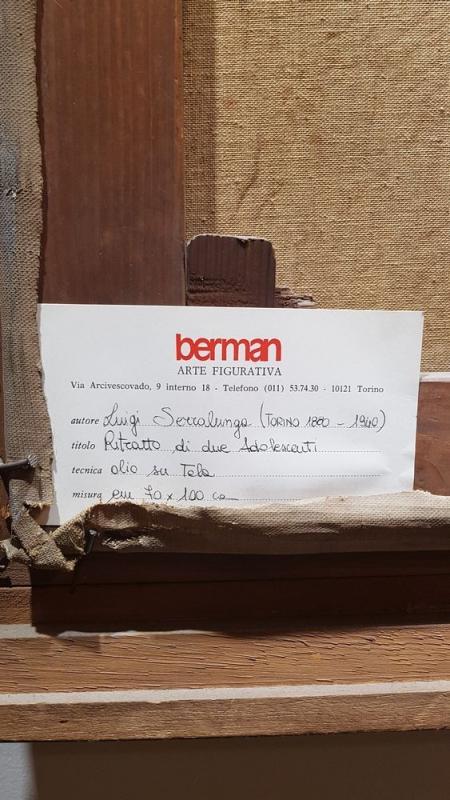 berman
ARTE FIGURATIVA
Via Arcivescovado, 9 interno 18 - Telefono (011) 53.74.30 - 10121 Torino
autore Luigi Serralunga (TORINO 1880 - 1940)
titolo Ritratto di due Adolescenti
tecnica olio su Tela
misura cm 70 x 100 ca